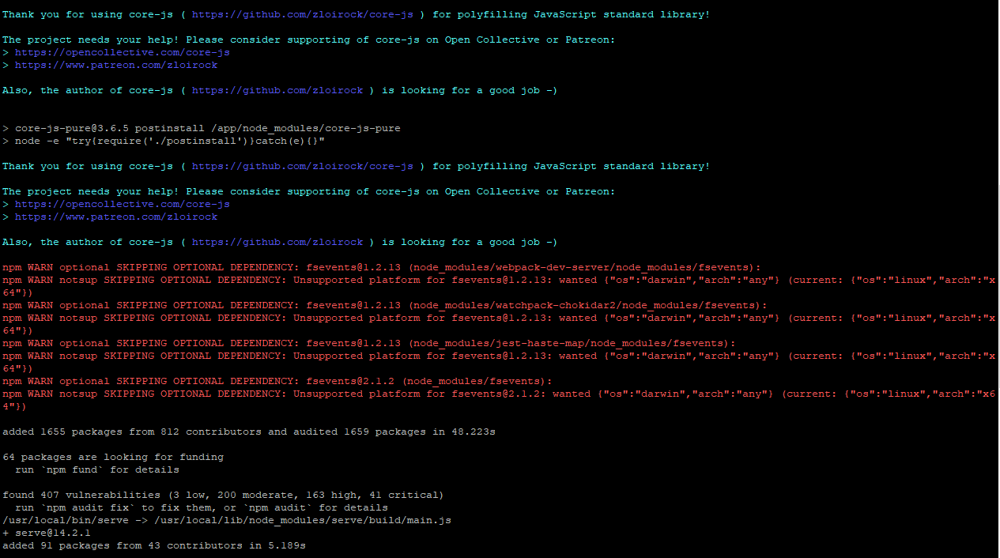 Thank you for using core-js ( https://github.com/zloirock/core-js ) for polyfilling JavaScript standard library!
The project needs your help! Please consider supporting of core-js on Open Collective or Patreon:
> https://opencollective.com/core-js
> https://www.patreon.com/zloirock
Also, the author of core-js ( https://github.com/zloirock ) is looking for a good job -)
> core-js-pure@3.6.5 postinstall /app/node_modules/core-js-pure
> node -e "try{require('./postinstall')}catch(e){}"
Thank you for using core-js ( https://github.com/zloirock/core-js ) for polyfilling JavaScript standard library!
The project needs your help! Please consider supporting of core-js on Open Collective or Patreon:
> https://opencollective.com/core-js
> https://www.patreon.com/zloirock
Also, the author of core-js ( https://github.com/zloirock ) is looking for a good job -)
npm WARN optional SKIPPING OPTIONAL DEPENDENCY: fsevents@1.2.13 (node_modules/webpack-dev-server/node_modules/fsevents):
npm WARN notsup SKIPPING OPTIONAL DEPENDENCY: Unsupported platform for fsevents@1.2.13: wanted {"os":"darwin","arch":"any"} (current: {"os":"linux","arch":"x
64"})
npm WARN optional SKIPPING OPTIONAL DEPENDENCY: fsevents@1.2.13 (node_modules/watchpack-chokidar2/node_modules/fsevents):
npm WARN notsup SKIPPING OPTIONAL DEPENDENCY: Unsupported platform for fsevents@1.2.13: wanted {"os":"darwin","arch":"any"} (current: {"os":"linux","arch":"x
64"})
npm WARN optional SKIPPING OPTIONAL DEPENDENCY: fsevents@1.2.13 (node_modules/jest-haste-map/node_modules/fsevents):
npm WARN notsup SKIPPING OPTIONAL DEPENDENCY: Unsupported platform for fsevents@1.2.13: wanted {"os":"darwin","arch":"any"} (current: {"os":"linux","arch":"x
64"})
npm WARN optional SKIPPING OPTIONAL DEPENDENCY: fsevents@2.1.2 (node_modules/fsevents):
npm WARN notsup SKIPPING OPTIONAL DEPENDENCY: Unsupported platform for fsevents@2.1.2: wanted {"os":"darwin","arch":"any"} (current: {"os":"linux","arch":"x6
4"})
added 1655 packages from 812 contributors and audited 1659 packages in 48.223s
64 packages are looking for funding
run `npm fund` for details
found 407 vulnerabilities (3 low, 200 moderate, 163 high, 41 critical)
run `npm audit fix` to fix them, or `npm audit` for details
/usr/local/bin/serve -> /usr/local/lib/node_modules/serve/build/main.js
+ serve@14.2.1
added 91 packages from 43 contributors in 5.189s